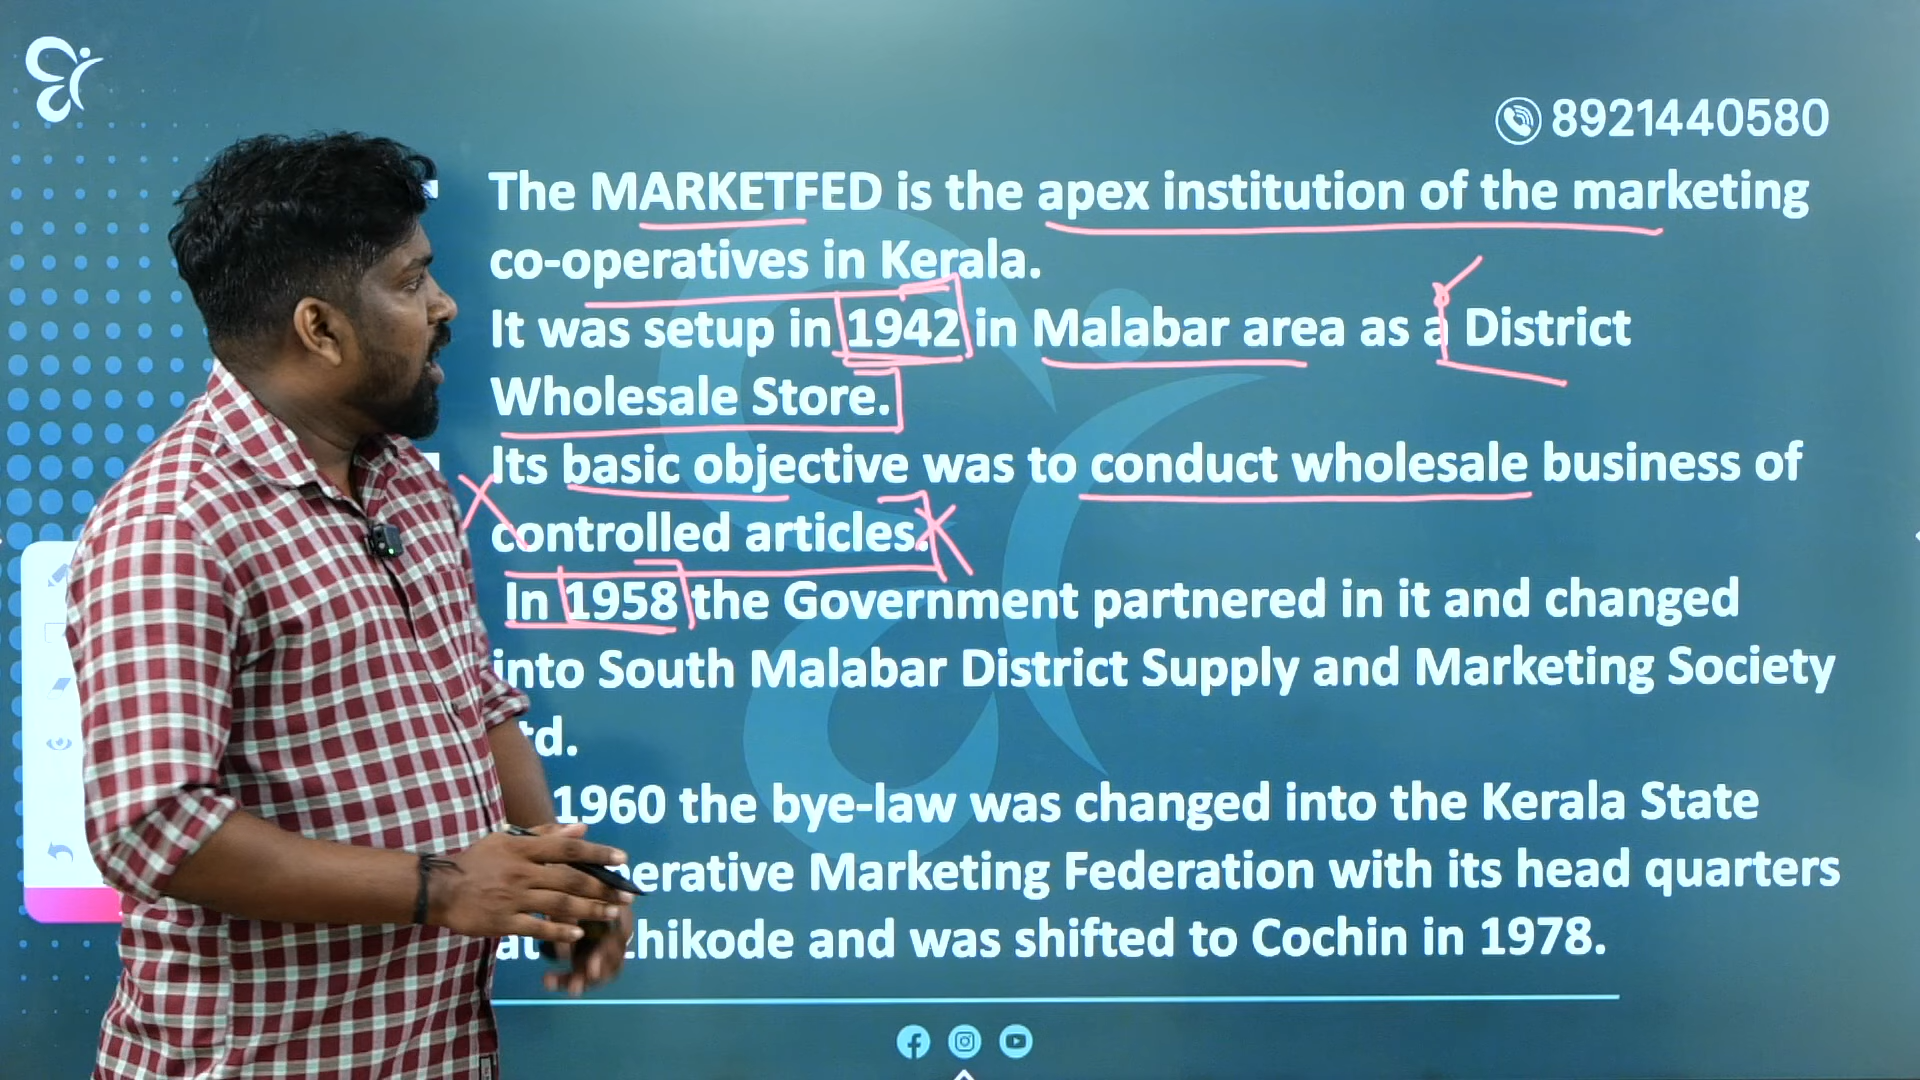 8921440580
The MARKETFED is the apex institution of the marketing
co-operatives in Kerala.
It was setup in 1942 in Malabar area as a District
Wholesale Store.
Its basic objective was to conduct wholesale business of
controlled articles.
In 1958 the Government partnered in it and changed
into South Malabar District Supply and Marketing Society
td.
1960 the bye-law was changed into the Kerala State
perative Marketing Federation with its head quarters
at zhikode and was shifted to Cochin in 1978.